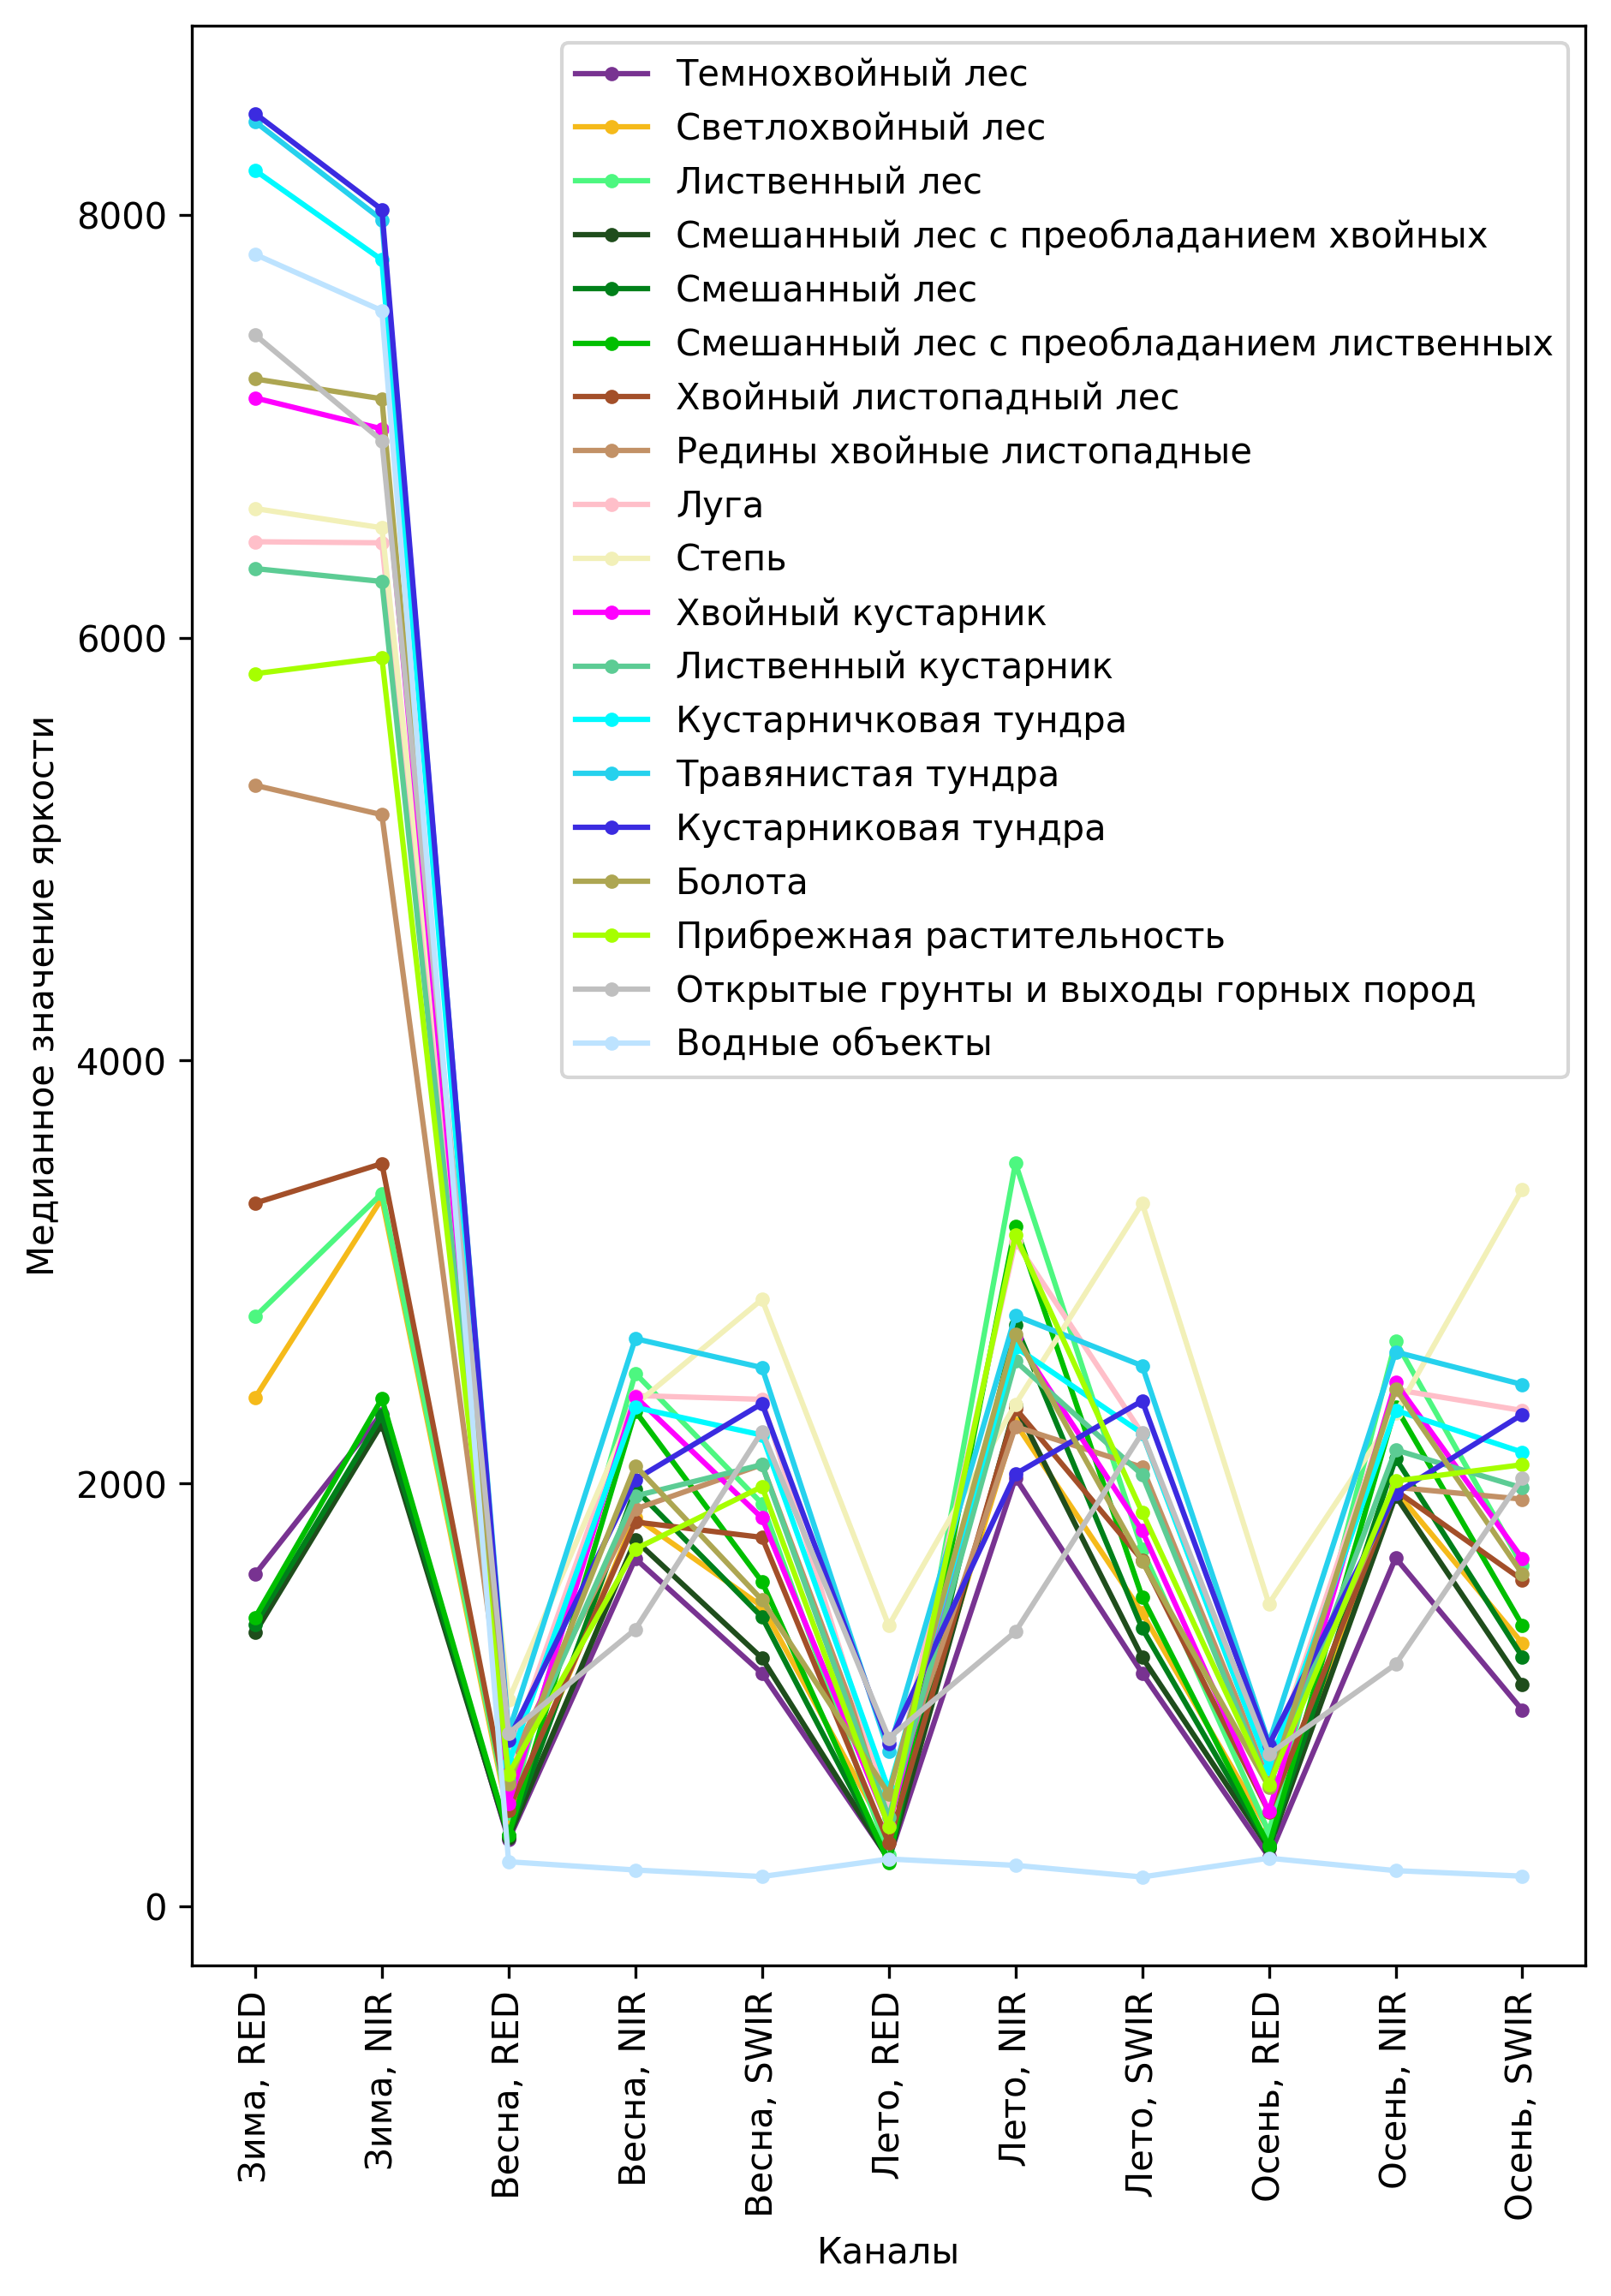 Темнохвойный лес
Светлохвойный лес
Лиственный лес
Смешанный лес с преобладанием хвойных
Смешанный лес
Смешанный лес с преобладанием лиственных
Хвойный листопадный лес
Редины хвойные листопадные
Луга
Степь
Хвойный кустарник
Лиственный кустарник
Кустарничковая тундра
Травянистая тундра
Кустарниковая тундра
Болота
Прибрежная растительность
Открытые грунты и выходы горных пород
Водные объекты
8000
6000
4000
2000
0
Медианное значение яркости
Зима, RED
Зима, NIR
Весна, RED
Весна, NIR
Весна, SWIR
Лето, RED
Лето, NIR
Лето, SWIR
Осень, RED
Осень, NIR
Осень, SWIR
Каналы